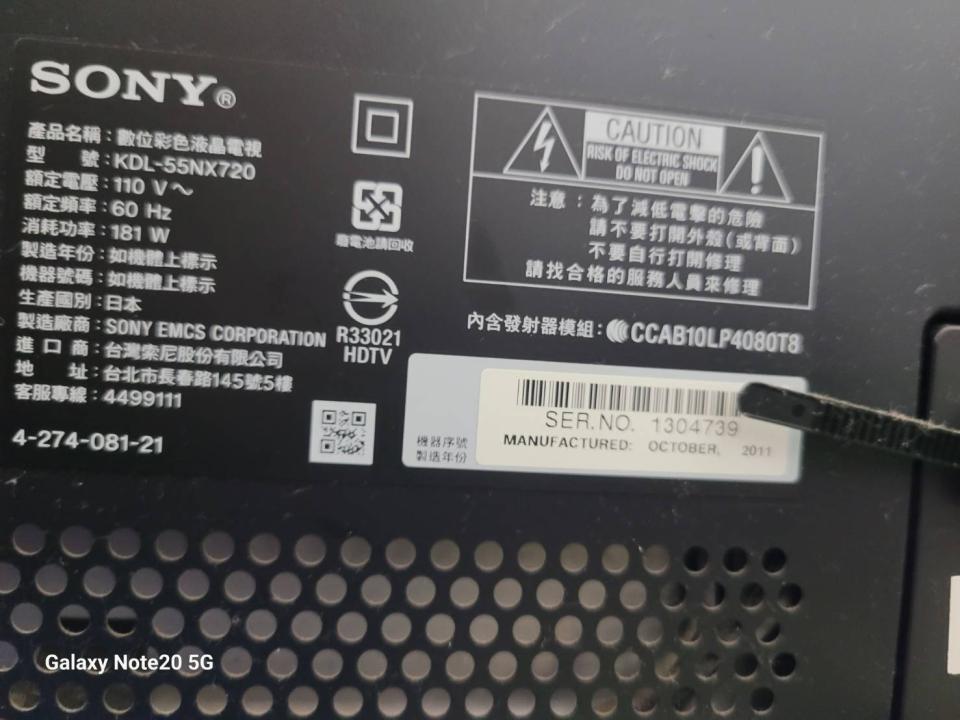 SONY®
產品名稱：數位彩色液晶電視
型　　號：KDL-55NX720
額定電壓：110 V～
額定頻率：60 Hz
消耗功率：181 W
製造年份：如機體上標示
機器號碼：如機體上標示
生產國別：日本
製造廠商：SONY EMCS CORPORATION
進 口 商：台灣索尼股份有限公司
地　　址：台北市長春路145號5樓
客服專線：4499111
4-274-081-21
廢電池請回收
R33021
HDTV
CAUTION
RISK OF ELECTRIC SHOCK
DO NOT OPEN
注意：為了減低電擊的危險
請不要打開外殼(或背面)
不要自行打開修理
請找合格的服務人員來修理
內含發射器模組：CCAB10LP4080T8
機器序號
製造年份
SER.NO. 1304739
MANUFACTURED: OCTOBER, 2011
Galaxy Note20 5G